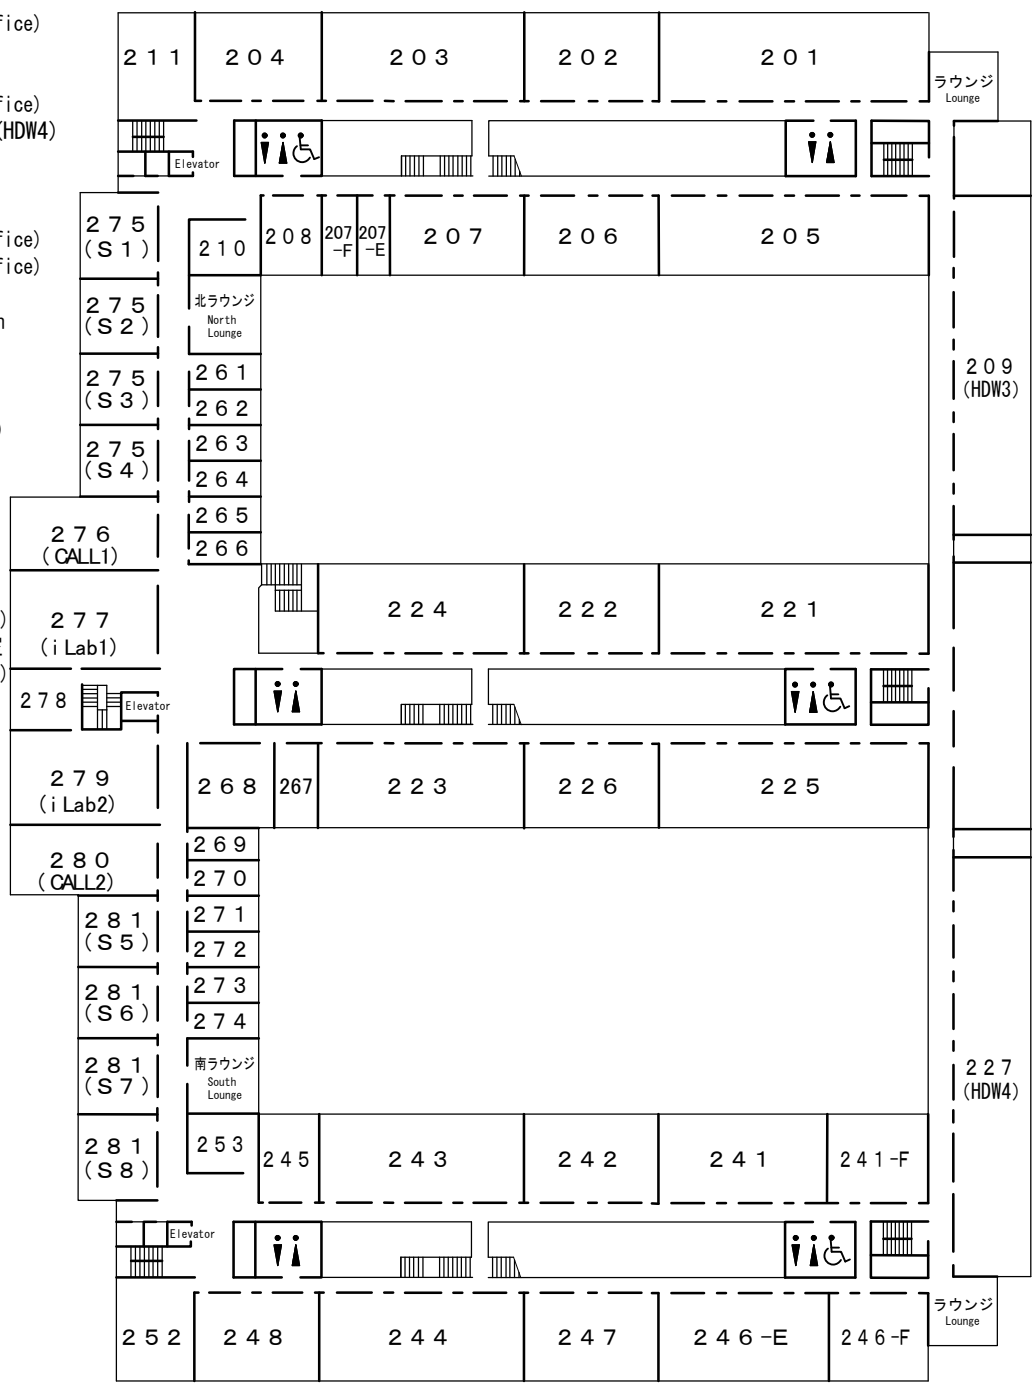 fice)
211 204 203 202 201
ラウンジ
Lounge
fice)
(HDW4)
Elevator
275
(S1)
210 208 207
-F 207
-E 207 206 205
fice)
fice)
275
(S2)
北ラウンジ
North
Lounge
275
(S3)
261
262
209
(HDW3)
275
(S4)
263
264
265
266
276
(CALL1)
224 222 221
277
(iLab1)
278
Elevator
279
(iLab2)
268 267 223 226 225
280
(CALL2)
269
270
281
(S5)
271
272
281
(S6)
273
274
281
(S7)
南ラウンジ
South
Lounge
227
(HDW4)
281
(S8)
253 245 243 242 241 241-F
Elevator
252 248 244 247 246-E 246-F
ラウンジ
Lounge